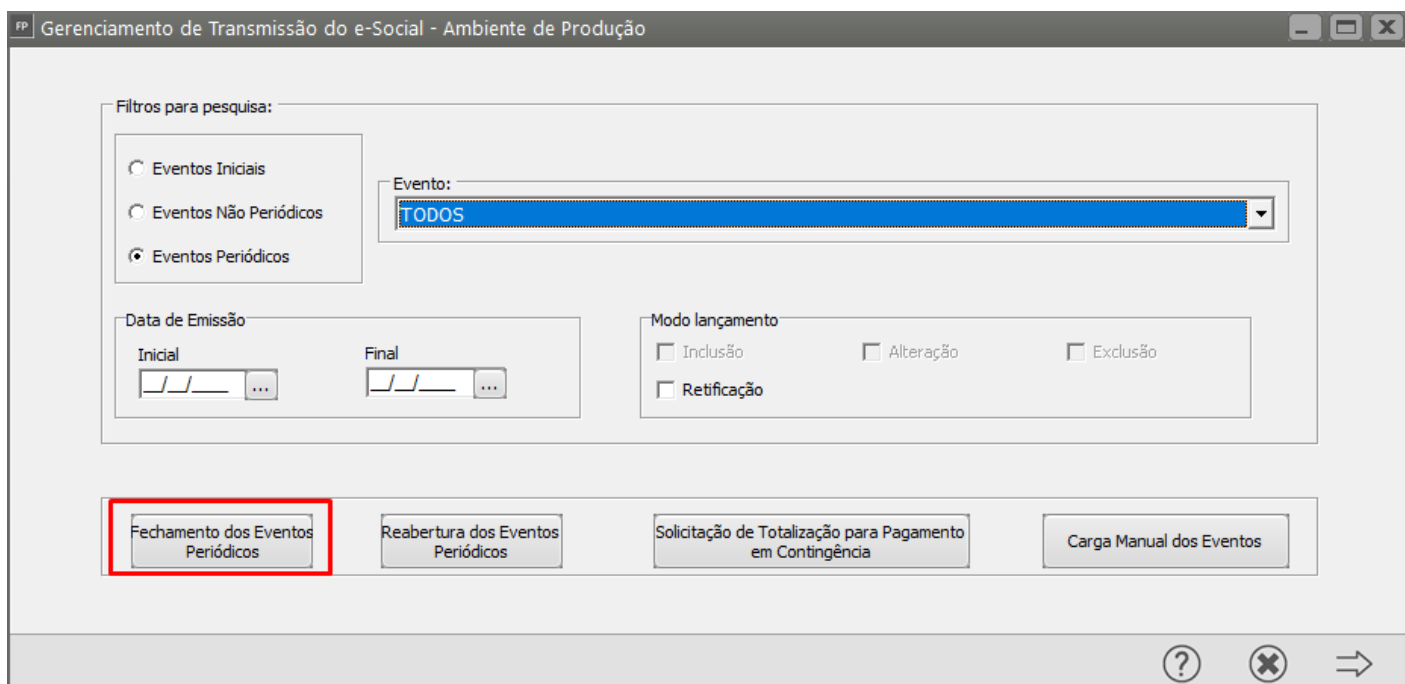 FP Gerenciamento de Transmissão do e-Social - Ambiente de Produção
Filtros para pesquisa:
Eventos Iniciais
Eventos Não Periódicos
Eventos Periódicos
Evento:
TODOS
Data de Emissão
Inicial
Final
__/__/____ ...
__/__/____ ...
Modo lançamento
Inclusão
Alteração
Exclusão
Retificação
Fechamento dos Eventos
Periódicos
Reabertura dos Eventos
Periódicos
Solicitação de Totalização para Pagamento
em Contingência
Carga Manual dos Eventos
?